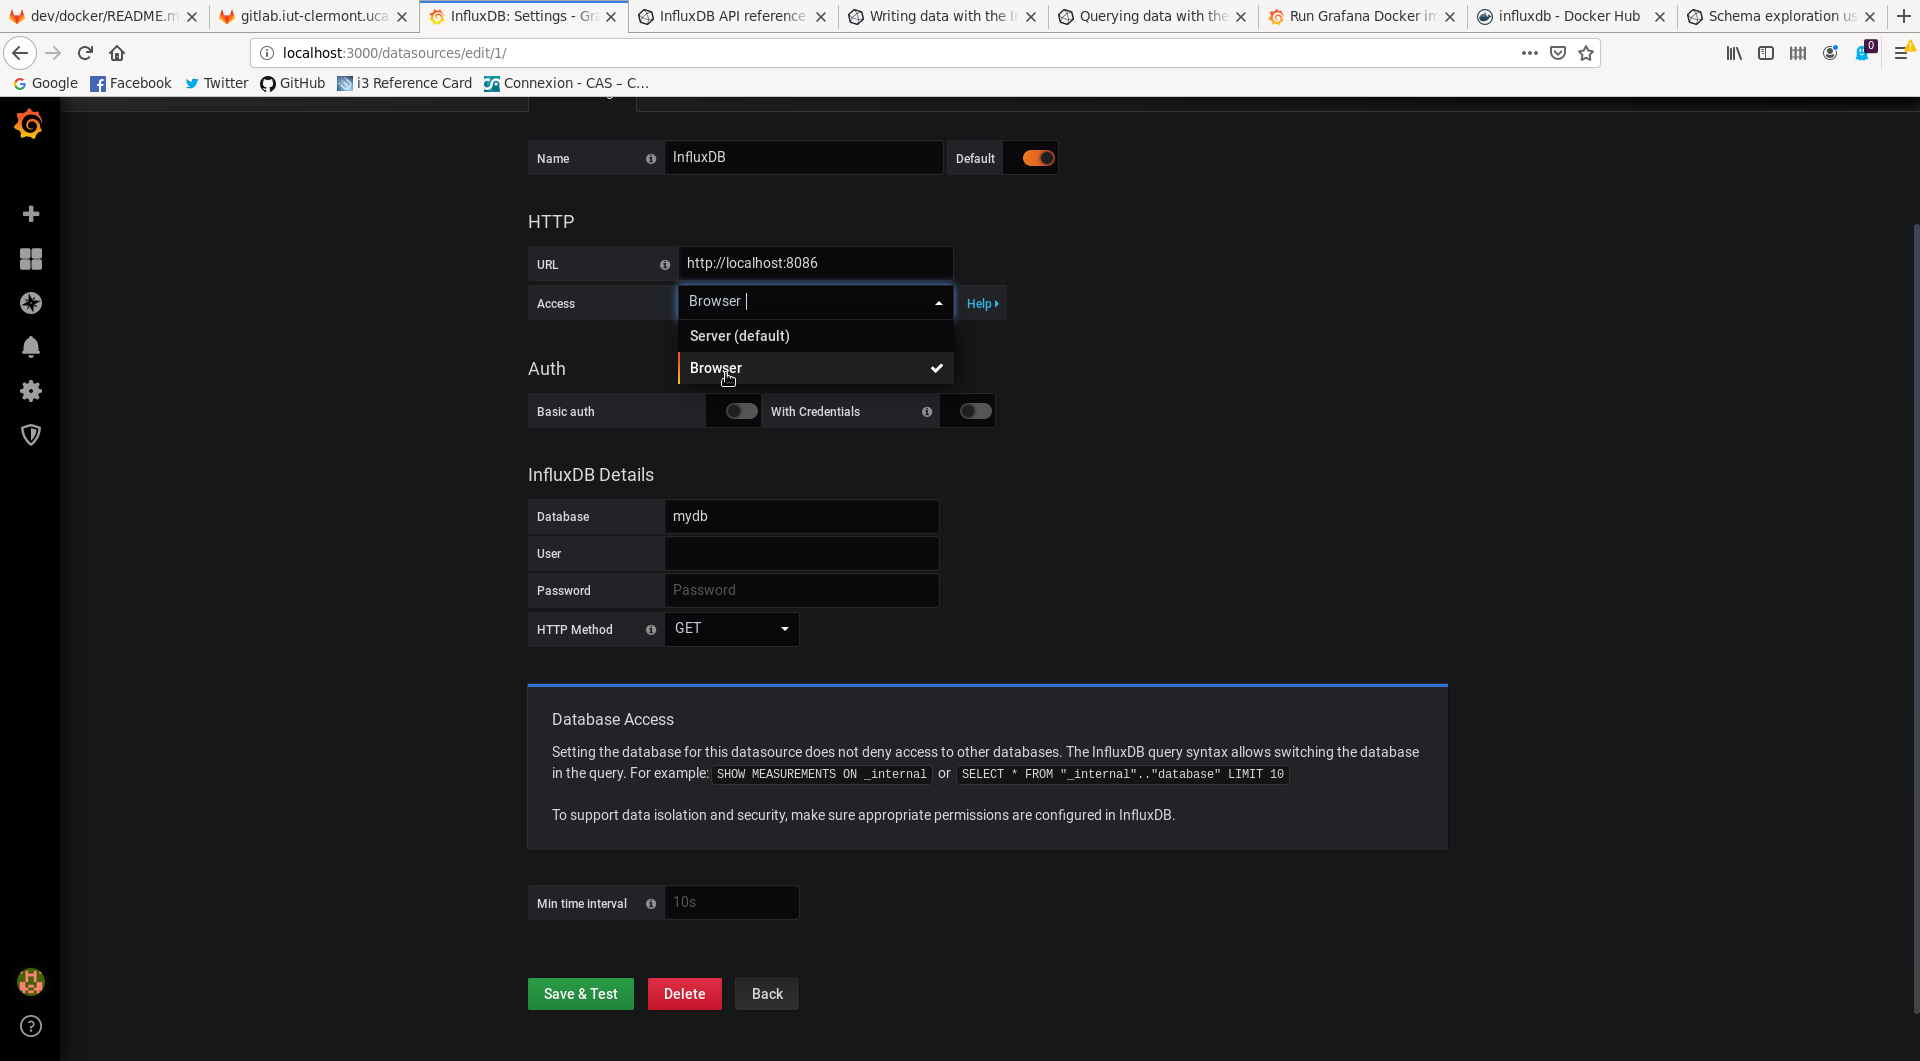 dev/docker/README.m
gitlab.iut-clermont.uca
InfluxDB: Settings - Gra
InfluxDB API reference
Writing data with the I
Querying data with the
Run Grafana Docker im
influxdb - Docker Hub
Schema exploration us
localhost:3000/datasources/edit/1/
0
Google
Facebook
Twitter
GitHub
i3 Reference Card
Connexion - CAS – C…
Name
InfluxDB
Default
HTTP
URL
http://localhost:8086
Access
Browser
Help
Server (default)
Browser
Auth
Basic auth
With Credentials
InfluxDB Details
Database
mydb
User
Password
Password
HTTP Method
GET
Database Access
Setting the database for this datasource does not deny access to other databases. The InfluxDB query syntax allows switching the database
in the query. For example: SHOW MEASUREMENTS ON _internal or SELECT * FROM "_internal".."database" LIMIT 10
To support data isolation and security, make sure appropriate permissions are configured in InfluxDB.
Min time interval
10s
Save & Test
Delete
Back